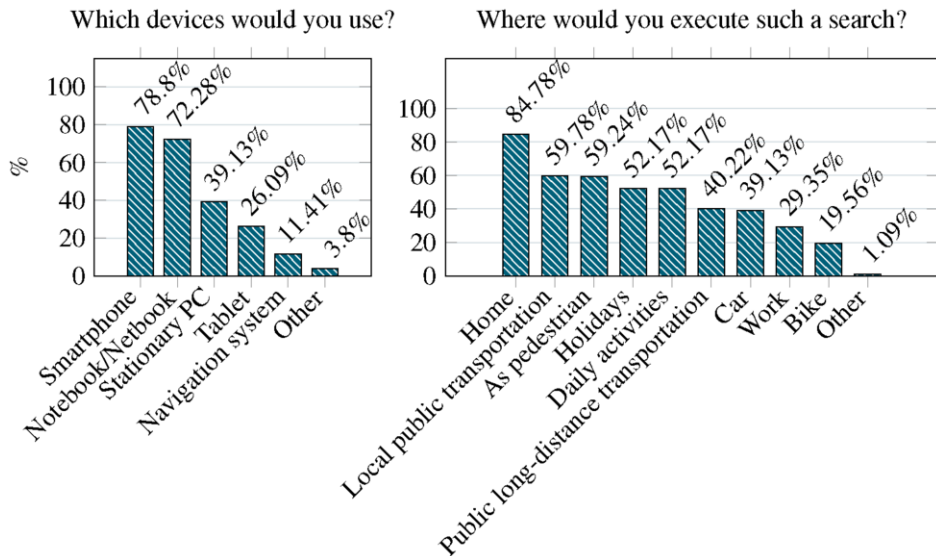 Which devices would you use?
%
100
80
60
40
20
0
78.8%
72.28%
39.13%
26.09%
11.41%
3.8%
Smartphone
Notebook/Netbook
Stationary PC
Tablet
Navigation system
Other
Where would you execute such a search?
100
80
60
40
20
0
84.78%
59.78%
59.24%
52.17%
52.17%
40.22%
39.13%
29.35%
19.56%
1.09%
Home
Local public transportation
As pedestrian
Holidays
Daily activities
Public long-distance transportation
Car
Work
Bike
Other